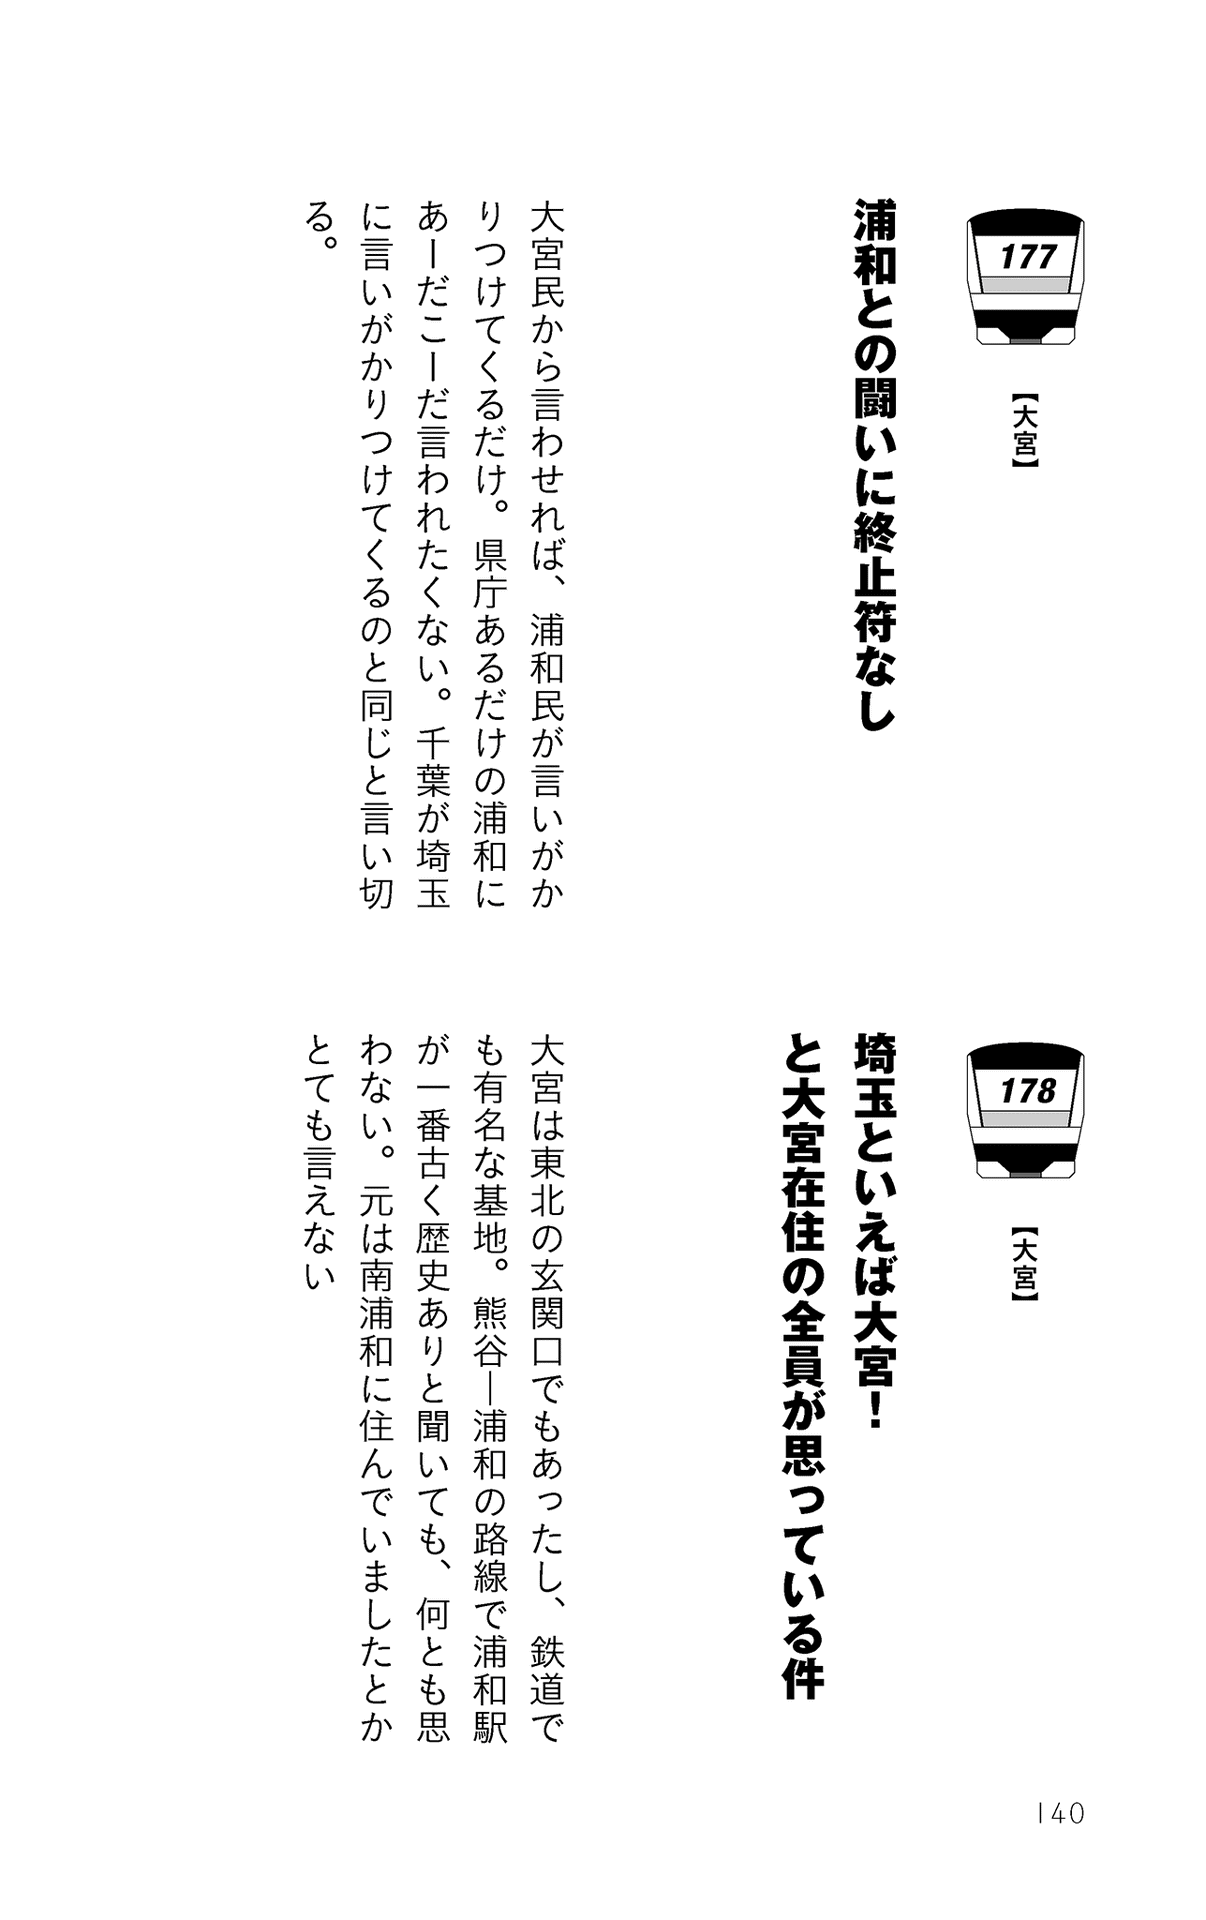 177
【大宮】
浦和との闘いに終止符なし
大宮民から言わせれば、浦和民が言いがか
りつけてくるだけ。県庁あるだけの浦和に
あーだこーだ言われたくない。千葉が埼玉
に言いがかりつけてくるのと同じと言い切
る。
178
【大宮】
埼玉といえば大宮！
と大宮在住の全員が思っている件
大宮は東北の玄関口でもあったし、鉄道で
も有名な基地。熊谷―浦和の路線で浦和駅
が一番古く歴史ありと聞いても、何とも思
わない。元は南浦和に住んでいましたとか
とても言えない
140